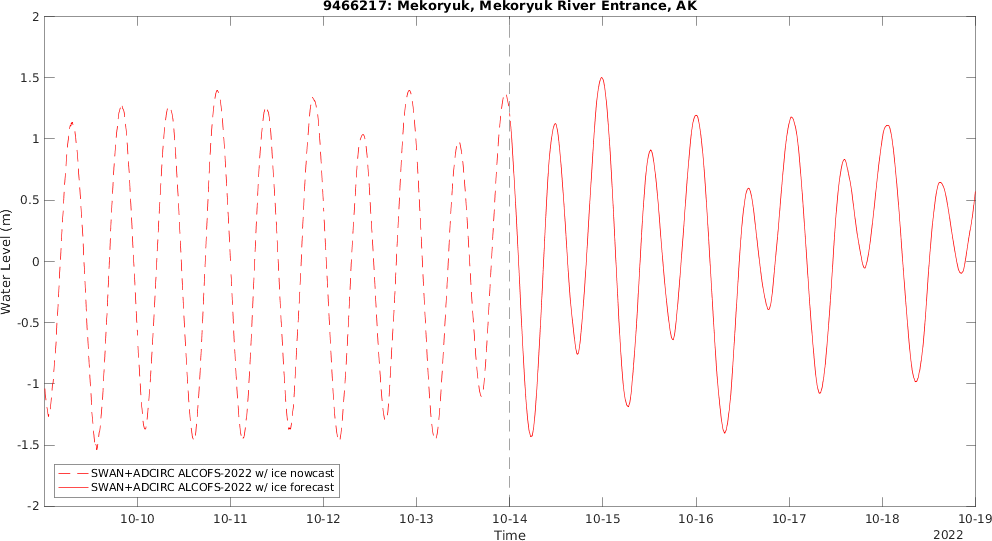 9466217: Mekoryuk, Mekoryuk River Entrance, AK
2
1.5
1
0.5
0
-0.5
-1
-1.5
-2
Water Level (m)
SWAN+ADCIRC ALCOFS-2022 w/ ice nowcast
SWAN+ADCIRC ALCOFS-2022 w/ ice forecast
10-10 10-11 10-12 10-13 10-14 10-15 10-16 10-17 10-18 10-19
Time
2022